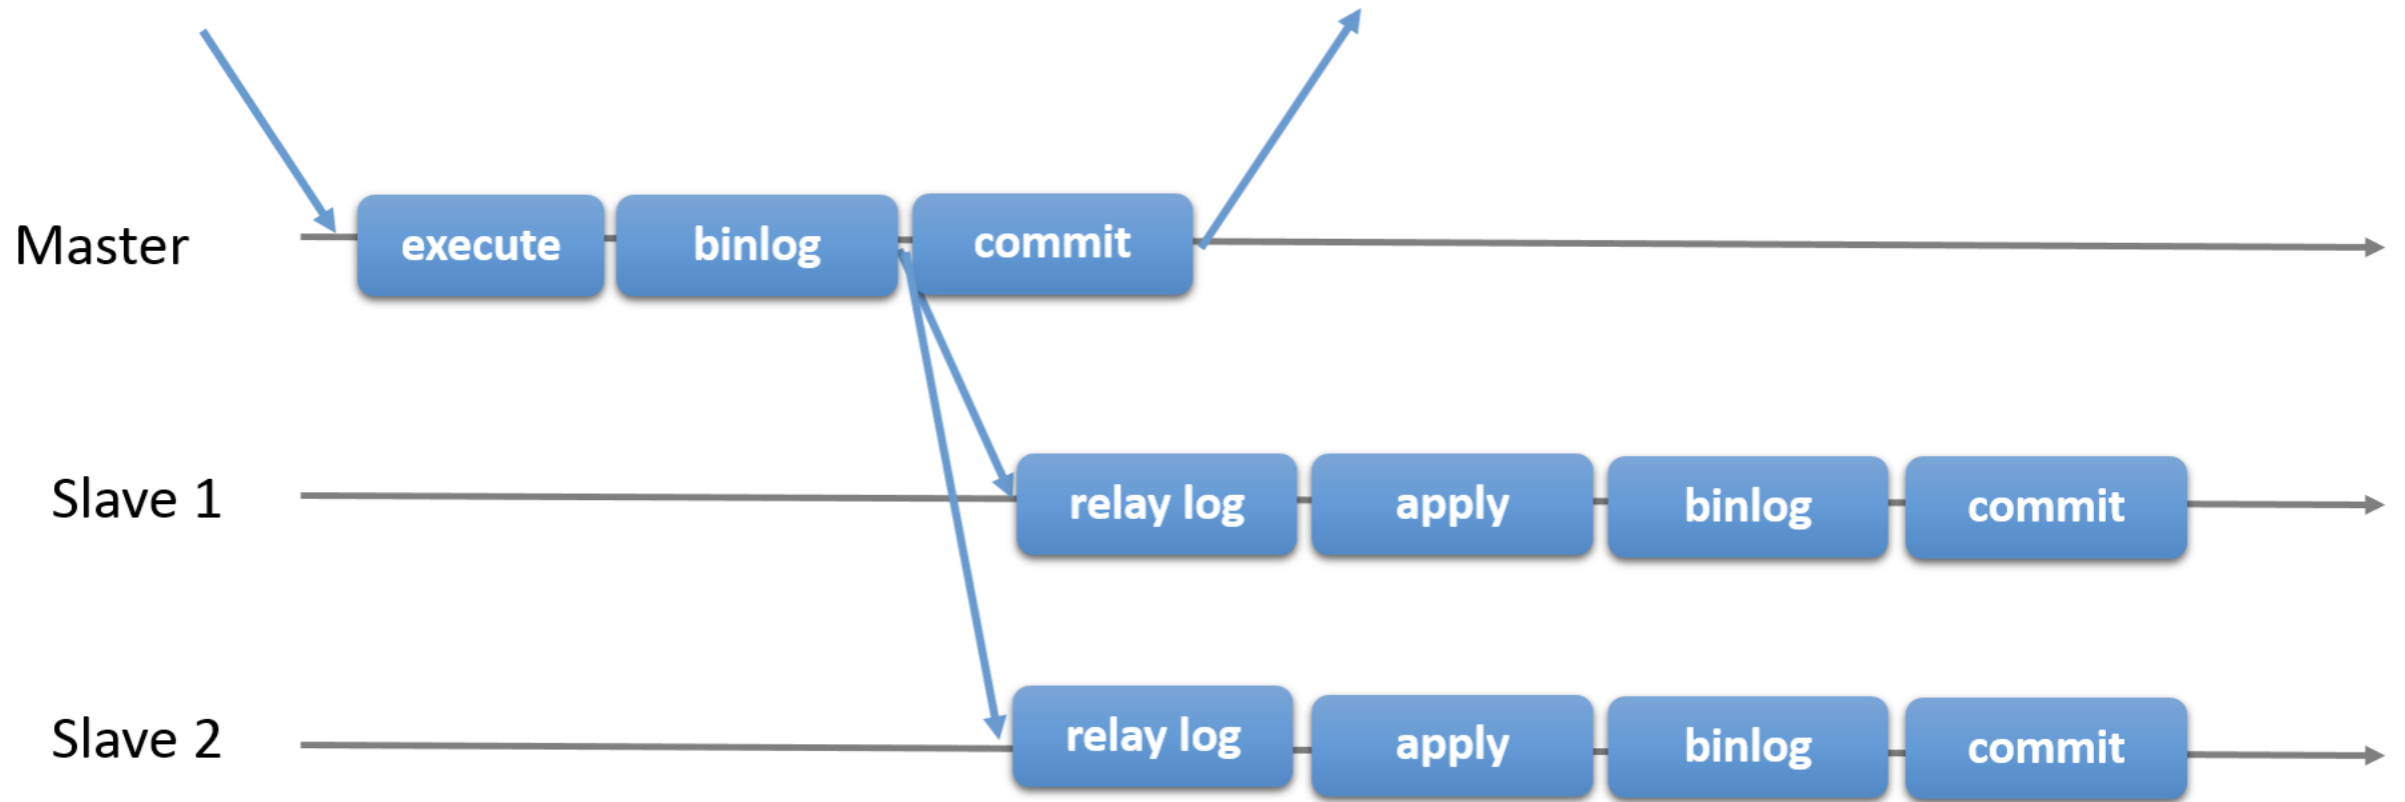 Master execute binlog commit
Slave 1 relay log apply binlog commit
Slave 2 relay log apply binlog commit